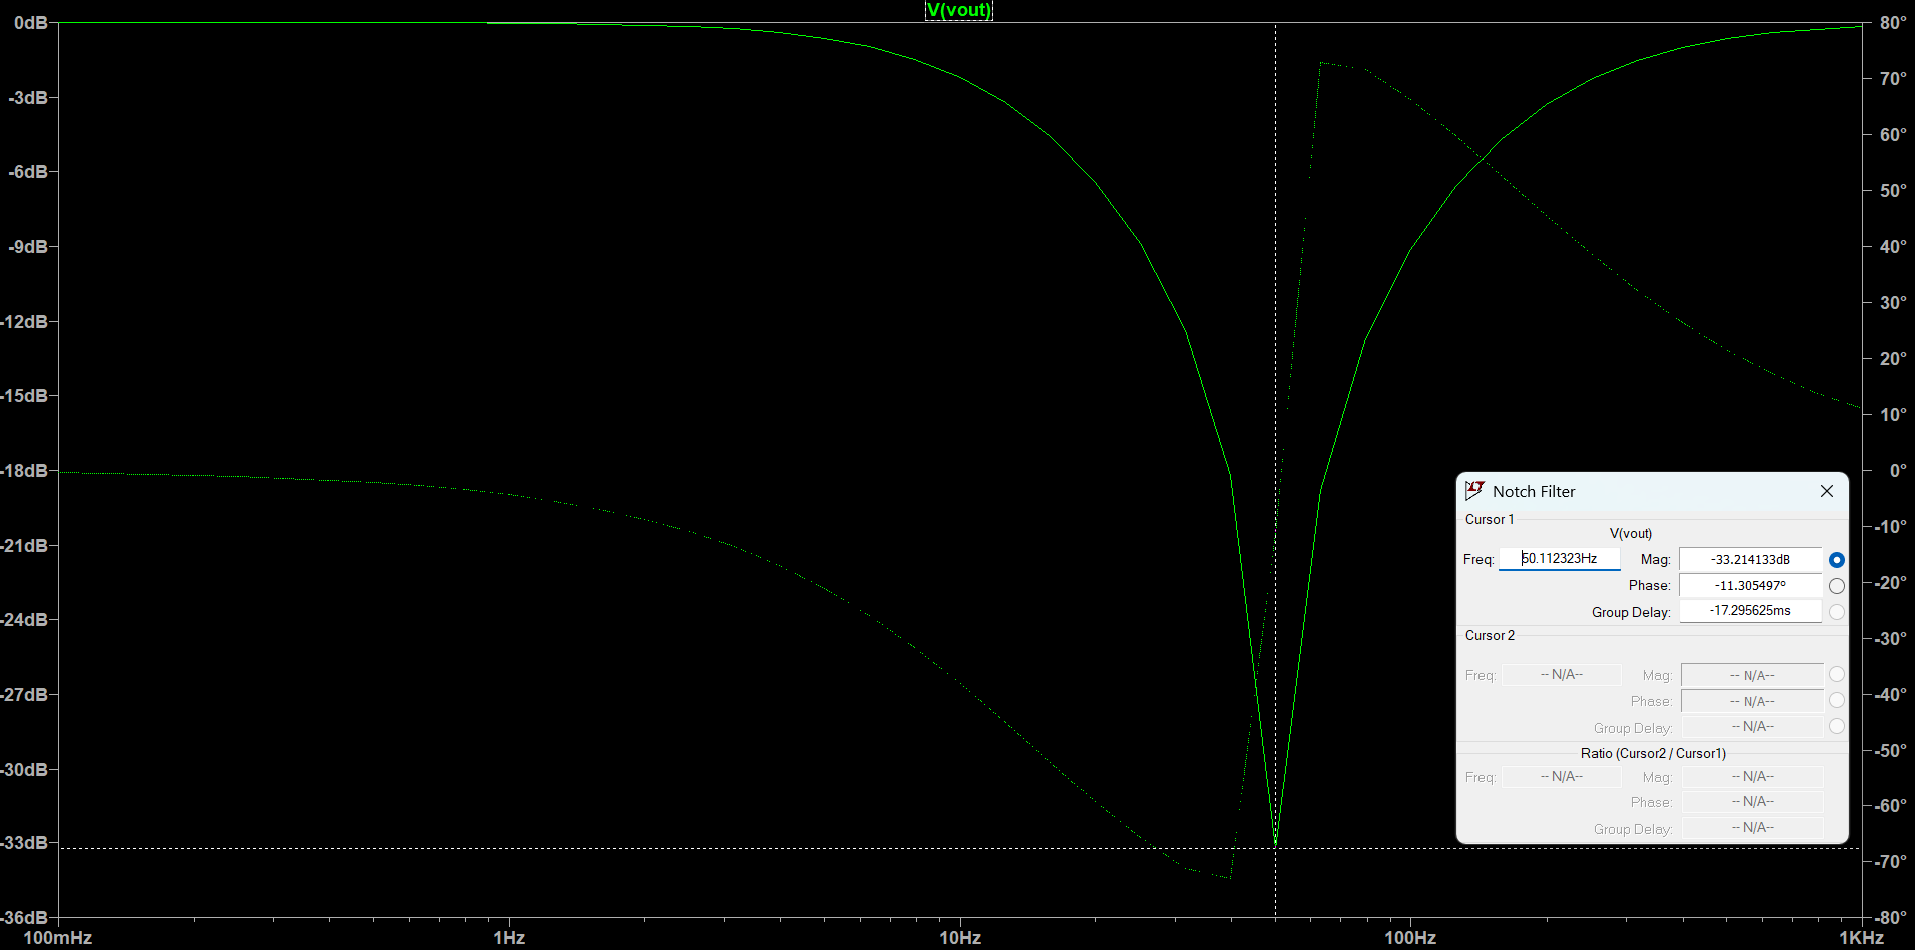 V(vout)
0dB
-3dB
-6dB
-9dB
-12dB
-15dB
-18dB
-21dB
-24dB
-27dB
-30dB
-33dB
-36dB
80°
70°
60°
50°
40°
30°
20°
10°
0°
-10°
-20°
-30°
-40°
-50°
-60°
-70°
-80°
100mHz 1Hz 10Hz 100Hz 1KHz
Notch Filter
Cursor 1
V(vout)
Freq: 50.112323Hz Mag: -33.214133dB
Phase: -11.305497°
Group Delay: -17.295625ms
Cursor 2
Freq: -- N/A-- Mag: -- N/A--
Phase: -- N/A--
Group Delay: -- N/A--
Ratio (Cursor2 / Cursor1)
Freq: -- N/A-- Mag: -- N/A--
Phase: -- N/A--
Group Delay: -- N/A--